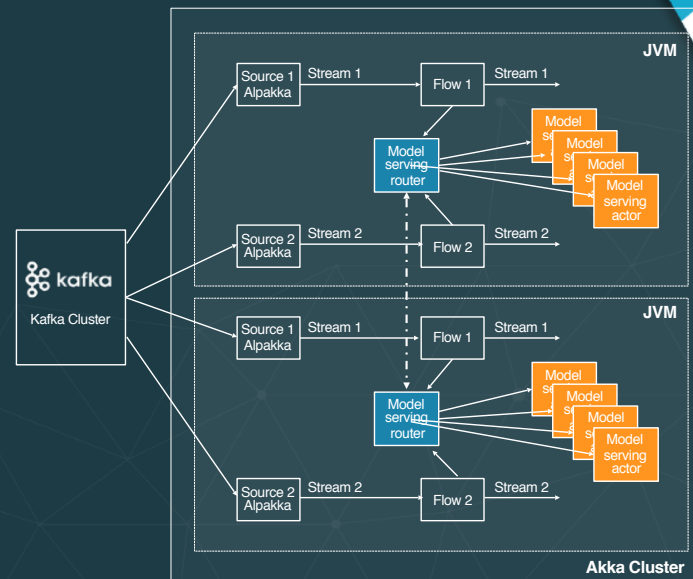 JVM
Source 1
Alpakka
Stream 1
Flow 1
Stream 1
Model
serving
router
Model
Model
Model
Model
serving
actor
Source 2
Alpakka
Stream 2
Flow 2
Stream 2
kafka
Kafka Cluster
JVM
Source 1
Alpakka
Stream 1
Flow 1
Stream 1
Model
serving
router
Model
Model
Model
Model
serving
actor
Source 2
Alpakka
Stream 2
Flow 2
Stream 2
Akka Cluster